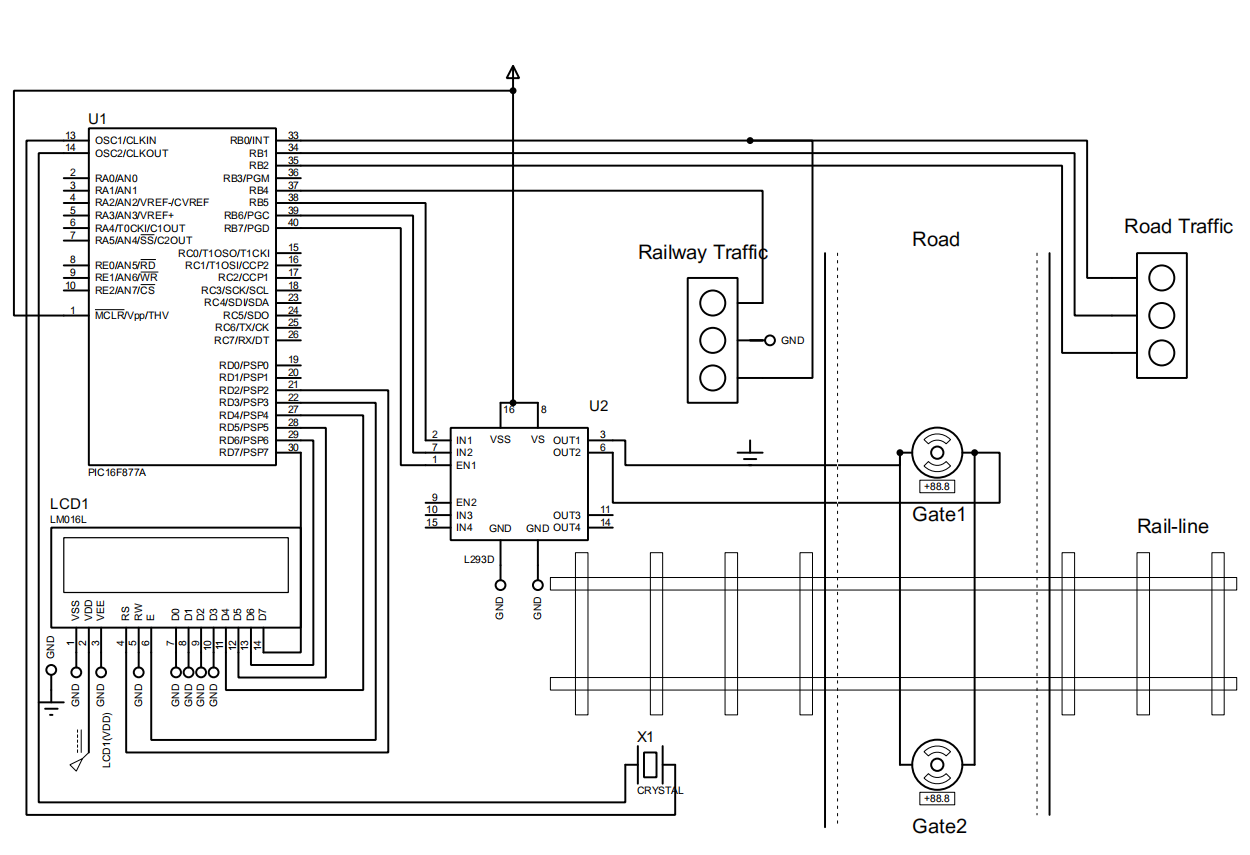 U1
13 OSC1/CLKIN RB0/INT 33
14 OSC2/CLKOUT RB1 34
RB2 35
2 RA0/AN0 RB3/PGM 36
3 RA1/AN1 RB4 37
4 RA2/AN2/VREF-/CVREF RB5 38
5 RA3/AN3/VREF+ RB6/PGC 39
6 RA4/T0CKI/C1OUT RB7/PGD 40
7 RA5/AN4/SS/C2OUT
RC0/T1OSO/T1CKI 15
8 RE0/AN5/RD RC1/T1OSI/CCP2 16
9 RE1/AN6/WR RC2/CCP1 17
10 RE2/AN7/CS RC3/SCK/SCL 18
RC4/SDI/SDA 23
1 MCLR/Vpp/THV RC5/SDO 24
RC6/TX/CK 25
RC7/RX/DT 26
RD0/PSP0 19
RD1/PSP1 20
RD2/PSP2 21
RD3/PSP3 22
RD4/PSP4 27
RD5/PSP5 28
RD6/PSP6 29
RD7/PSP7 30
PIC16F877A
Railway Traffic
GND
Road
Road Traffic
U2
16 8
2 IN1 VSS VS OUT1 3
7 IN2 OUT2 6
1 EN1
9 EN2
10 IN3 OUT3 11
15 IN4 GND GND OUT4 14
L293D
GND GND
+88.8
Gate1
Rail-line
LCD1
LM016L
VSS VDD VEE RS RW E D0 D1 D2 D3 D4 D5 D6 D7
1 2 3 4 5 6 7 8 9 10 11 12 13 14
GND
GND GND GND GND GND GND GND
LCD1(VDD)
X1
CRYSTAL
+88.8
Gate2